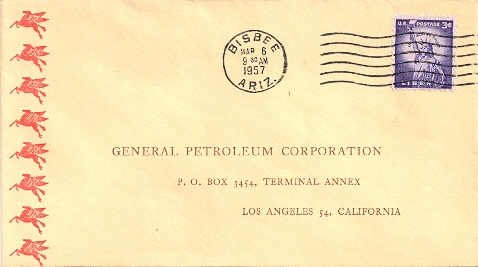 BISBEE
MAR 6
9 30 AM
1957
ARIZ.
U.S. POSTAGE 3¢
LIBERTY
GENERAL PETROLEUM CORPORATION
P. O. BOX 3454, TERMINAL ANNEX
LOS ANGELES 54, CALIFORNIA